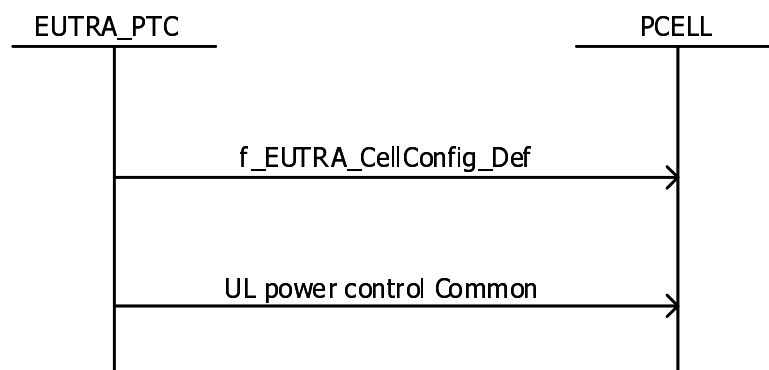 EUTRA_PTC
PCELL
f_EUTRA_CellConfig_Def
UL power control Common